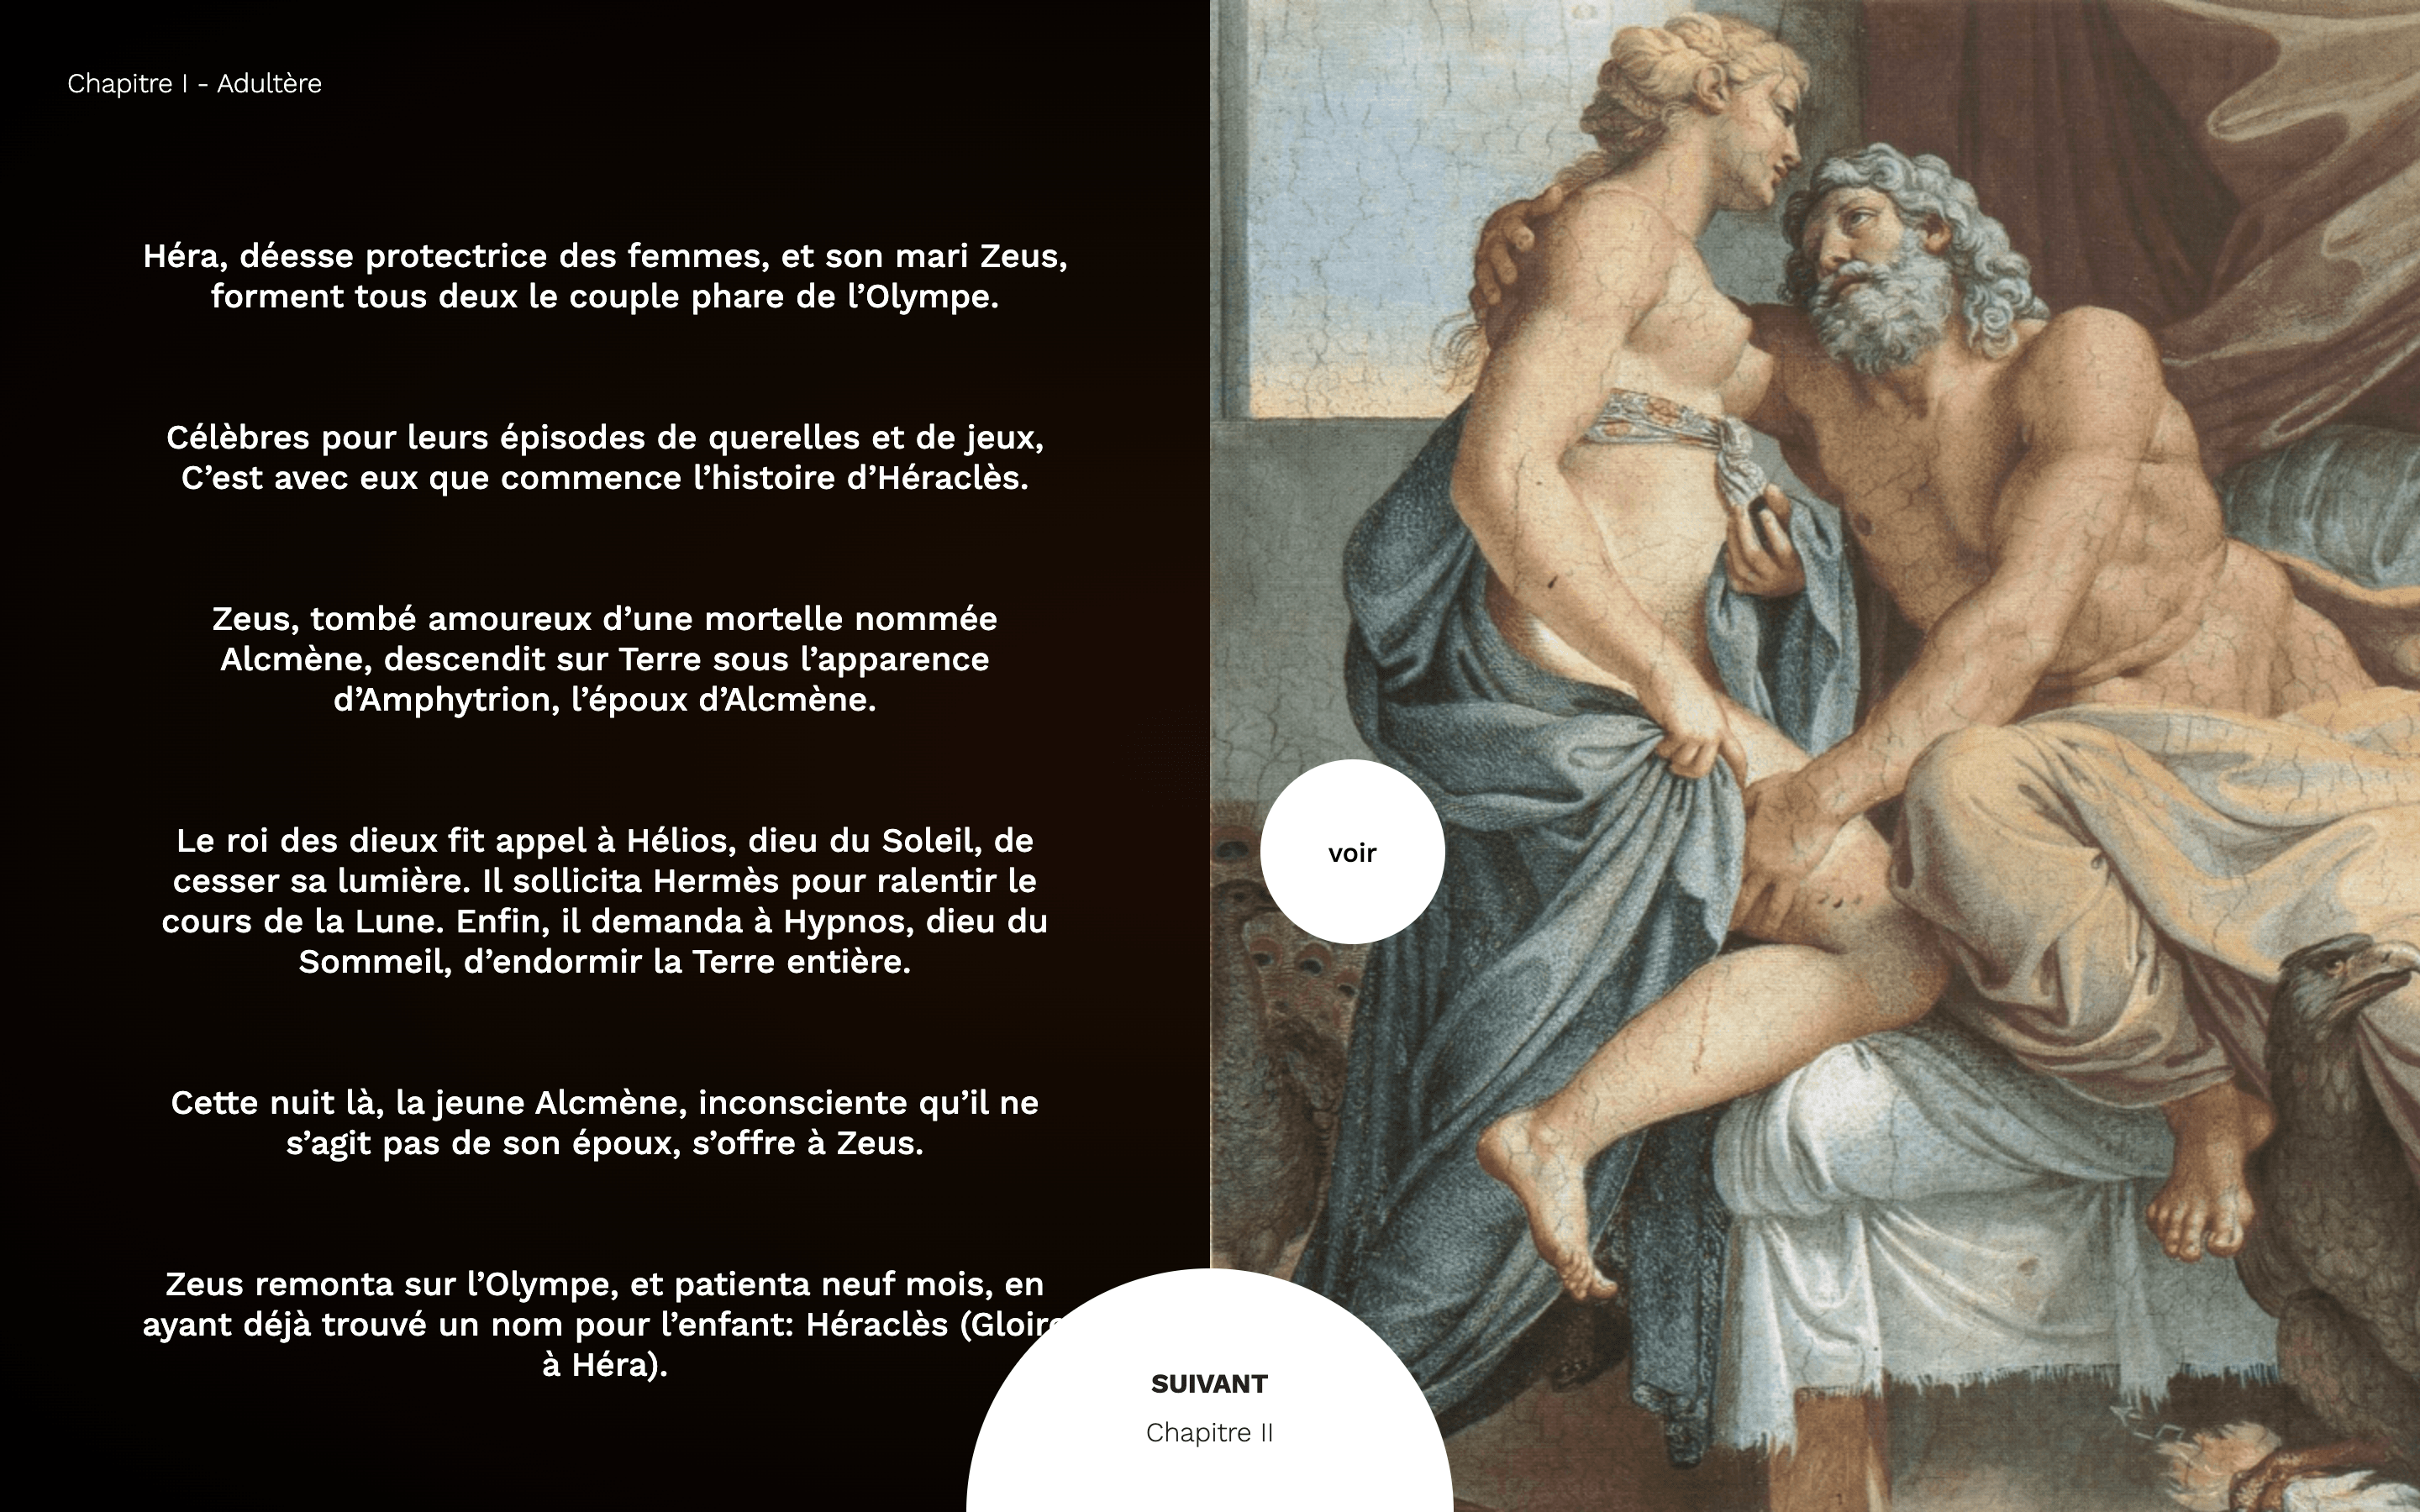 Chapitre I - Adultère
Héra, déesse protectrice des femmes, et son mari Zeus,
forment tous deux le couple phare de l’Olympe.
Célèbres pour leurs épisodes de querelles et de jeux,
C’est avec eux que commence l’histoire d’Héraclès.
Zeus, tombé amoureux d’une mortelle nommée
Alcmène, descendit sur Terre sous l’apparence
d’Amphytrion, l’époux d’Alcmène.
Le roi des dieux fit appel à Hélios, dieu du Soleil, de
cesser sa lumière. Il sollicita Hermès pour ralentir le
cours de la Lune. Enfin, il demanda à Hypnos, dieu du
Sommeil, d’endormir la Terre entière.
Cette nuit là, la jeune Alcmène, inconsciente qu’il ne
s’agit pas de son époux, s’offre à Zeus.
Zeus remonta sur l’Olympe, et patienta neuf mois, en
ayant déjà trouvé un nom pour l’enfant: Héraclès (Gloire
à Héra).
voir
SUIVANT
Chapitre II